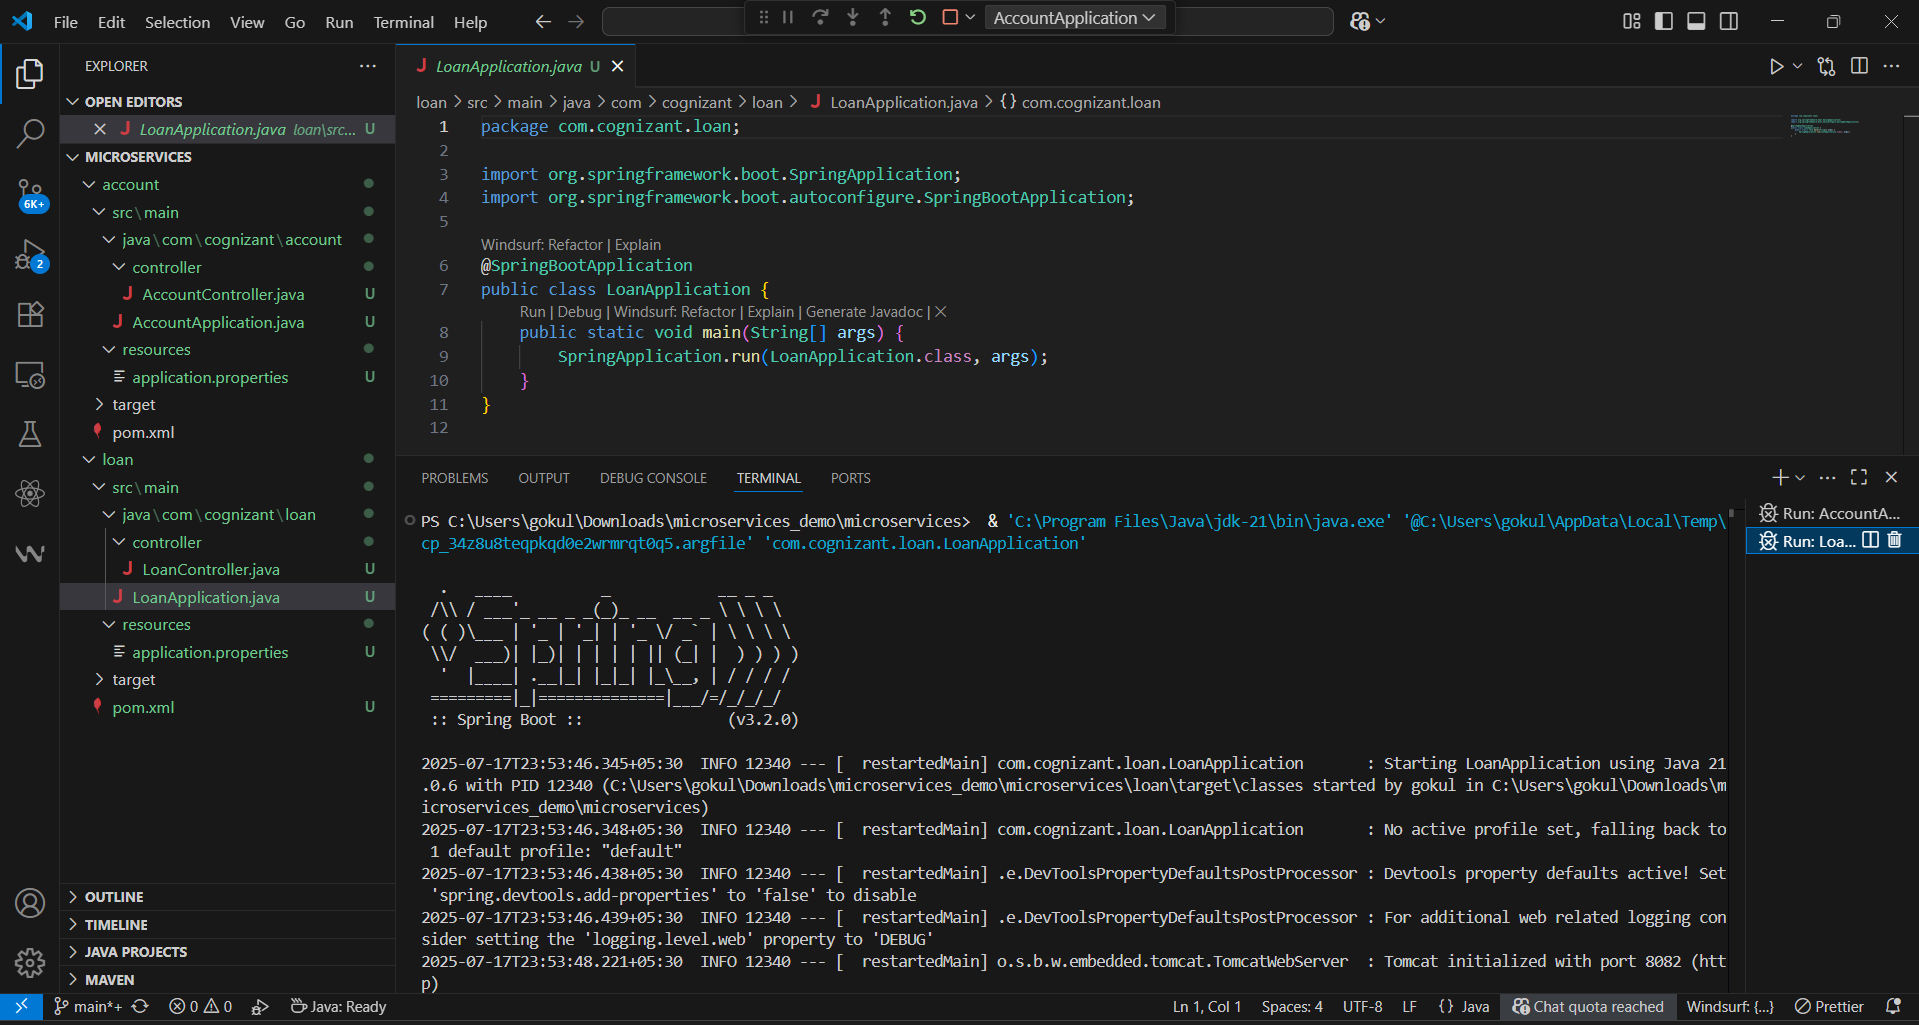 File Edit Selection View Go Run Terminal Help
AccountApplication
EXPLORER
OPEN EDITORS
LoanApplication.java loan\src... U
MICROSERVICES
account
src\main
java\com\cognizant\account
controller
AccountController.java U
AccountApplication.java U
resources
application.properties U
target
pom.xml
loan
src\main
java\com\cognizant\loan
controller
LoanController.java U
LoanApplication.java U
resources
application.properties U
target
pom.xml U
OUTLINE
TIMELINE
JAVA PROJECTS
MAVEN
6K+
2
LoanApplication.java U
loan > src > main > java > com > cognizant > loan > LoanApplication.java > {} com.cognizant.loan
1 package com.cognizant.loan;
2
3 import org.springframework.boot.SpringApplication;
4 import org.springframework.boot.autoconfigure.SpringBootApplication;
5
Windsurf: Refactor | Explain
6 @SpringBootApplication
7 public class LoanApplication {
Run | Debug | Windsurf: Refactor | Explain | Generate Javadoc | X
8 public static void main(String[] args) {
9 SpringApplication.run(LoanApplication.class, args);
10 }
11 }
12
PROBLEMS OUTPUT DEBUG CONSOLE TERMINAL PORTS
Run: AccountA...
Run: Loa...
PS C:\Users\gokul\Downloads\microservices_demo\microservices> & 'C:\Program Files\Java\jdk-21\bin\java.exe' '@C:\Users\gokul\AppData\Local\Temp\
cp_34z8u8teqpkqd0e2wrmrqt0q5.argfile' 'com.cognizant.loan.LoanApplication'
  .   ____          _            __ _ _
 /\\ / ___'_ __ _ _(_)_ __  __ _ \ \ \ \
( ( )\___ | '_ | '_| | '_ \/ _` | \ \ \ \
 \\/  ___)| |_)| | | | | || (_| |  ) ) ) )
  '  |____| .__|_| |_|_| |_\__, | / / / /
 =========|_|==============|___/=/_/_/_/
:: Spring Boot :: (v3.2.0)
2025-07-17T23:53:46.345+05:30 INFO 12340 --- [ restartedMain] com.cognizant.loan.LoanApplication : Starting LoanApplication using Java 21
.0.6 with PID 12340 (C:\Users\gokul\Downloads\microservices_demo\microservices\loan\target\classes started by gokul in C:\Users\gokul\Downloads\m
icroservices_demo\microservices)
2025-07-17T23:53:46.348+05:30 INFO 12340 --- [ restartedMain] com.cognizant.loan.LoanApplication : No active profile set, falling back to
1 default profile: "default"
2025-07-17T23:53:46.438+05:30 INFO 12340 --- [ restartedMain] .e.DevToolsPropertyDefaultsPostProcessor : Devtools property defaults active! Set
'spring.devtools.add-properties' to 'false' to disable
2025-07-17T23:53:46.439+05:30 INFO 12340 --- [ restartedMain] .e.DevToolsPropertyDefaultsPostProcessor : For additional web related logging con
sider setting the 'logging.level.web' property to 'DEBUG'
2025-07-17T23:53:48.221+05:30 INFO 12340 --- [ restartedMain] o.s.b.w.embedded.tomcat.TomcatWebServer : Tomcat initialized with port 8082 (htt
p)
main*+ 0 0 Java: Ready Ln 1, Col 1 Spaces: 4 UTF-8 LF {} Java Chat quota reached Windsurf: {...} Prettier